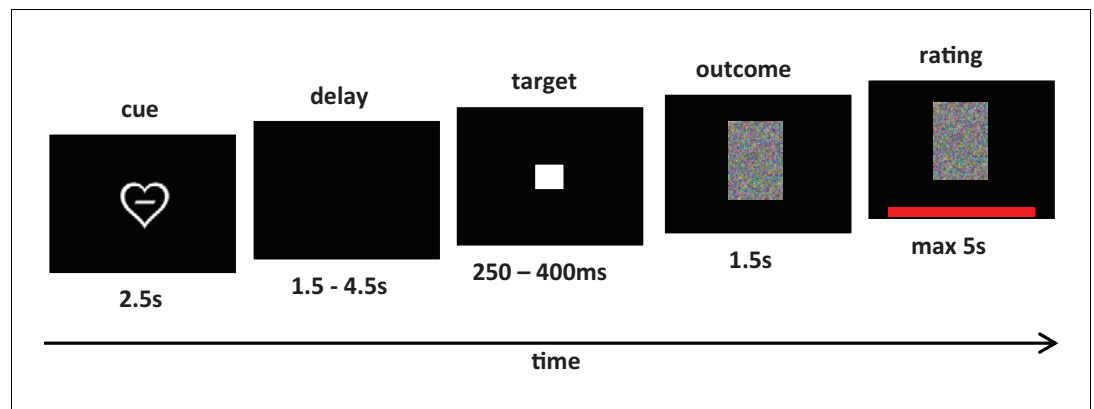 cue
delay
target
outcome
rating
2.5s
1.5 - 4.5s
250 – 400ms
1.5s
max 5s
time